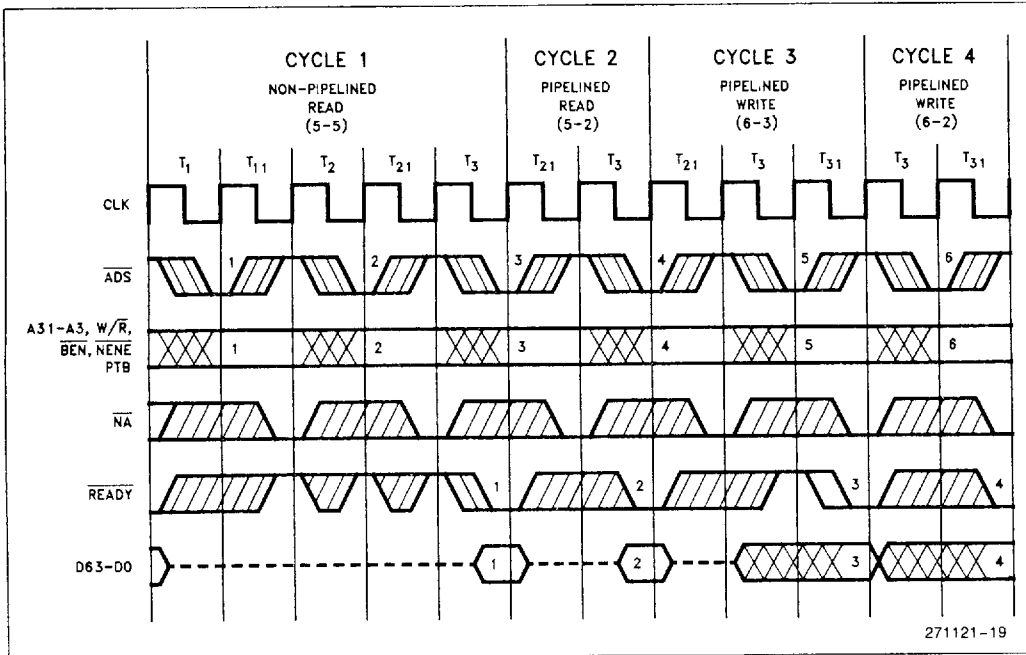 CYCLE 1
NON-PIPELINED
READ
(5-5)
CYCLE 2
PIPELINED
READ
(5-2)
CYCLE 3
PIPELINED
WRITE
(6-3)
CYCLE 4
PIPELINED
WRITE
(6-2)
T1 T11 T2 T21 T3 T21 T3 T21 T3 T31 T3 T31
CLK
ADS 1 2 3 4 5 6
A31-A3, W/R,
BEN, NENE
PTB
1 2 3 4 5 6
NA
READY 1 2 3 4
D63-D0 1 2 3 4
271121-19